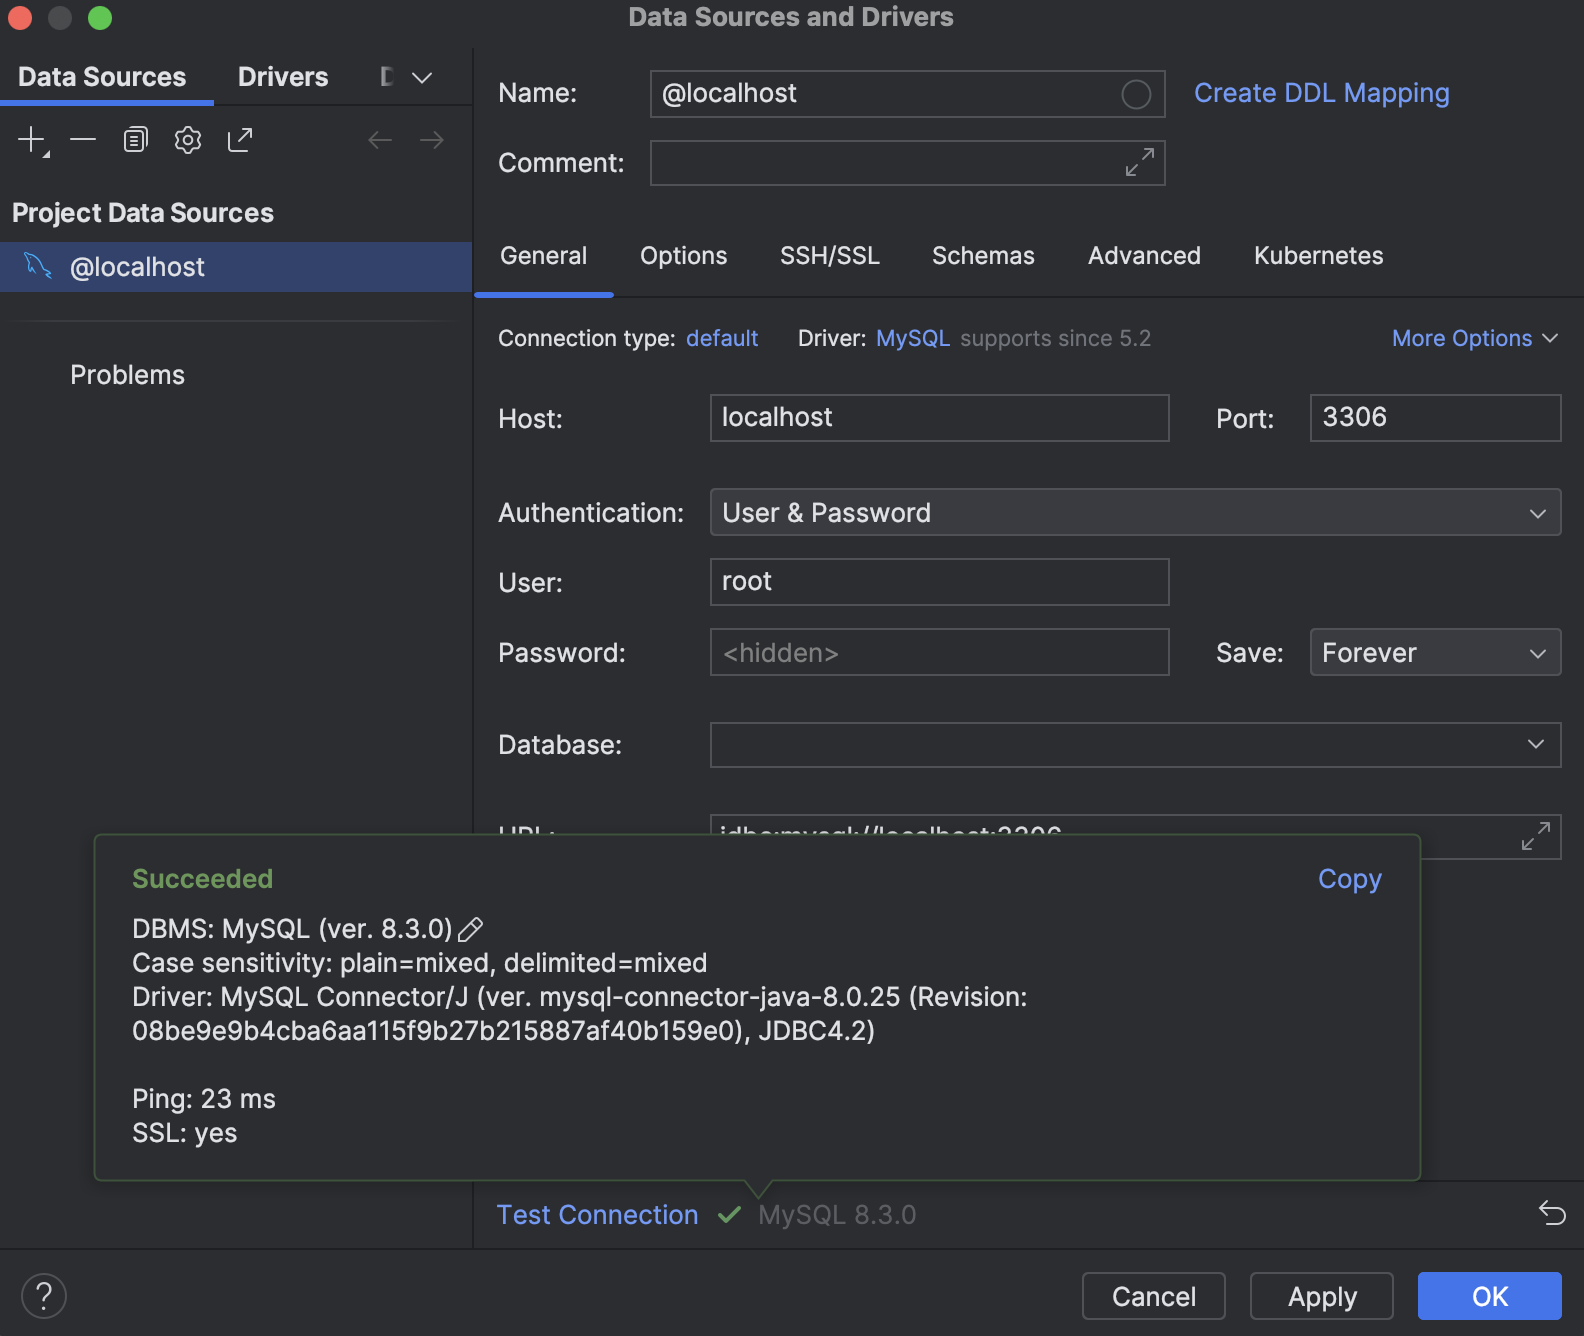 Data Sources and Drivers
Data Sources
Drivers
Name:
@localhost
Create DDL Mapping
Comment:
Project Data Sources
@localhost
Problems
General
Options
SSH/SSL
Schemas
Advanced
Kubernetes
Connection type: default
Driver: MySQL supports since 5.2
More Options
Host:
localhost
Port:
3306
Authentication:
User & Password
User:
root
Password:
<hidden>
Save:
Forever
Database:
URL:
jdbc:mysql://localhost:3306
Succeeded
Copy
DBMS: MySQL (ver. 8.3.0)
Case sensitivity: plain=mixed, delimited=mixed
Driver: MySQL Connector/J (ver. mysql-connector-java-8.0.25 (Revision:
08be9e9b4cba6aa115f9b27b215887af40b159e0), JDBC4.2)
Ping: 23 ms
SSL: yes
Test Connection
MySQL 8.3.0
?
Cancel
Apply
OK